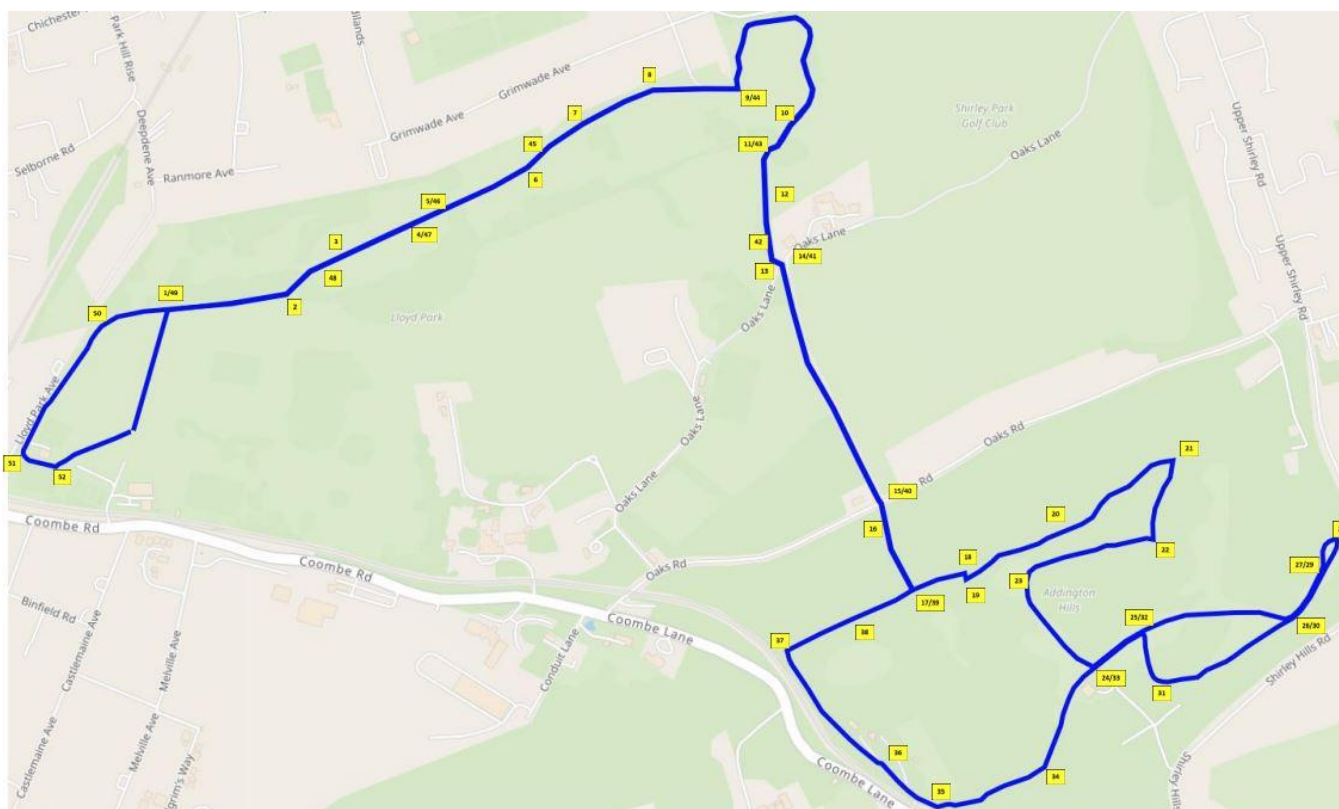 Chichester
Park Hill Rise
Deepdene Ave
Selborne Rd
Ranmore Ave
Grimwade Ave
Grimwade Ave
Shirley Park
Golf Club
Oaks Lane
Upper Shirley Rd
Upper Shirley Rd
8
9/44
7
10
45
11/43
6
12
5/46
4/47
3
42
14/41
13
Oaks Lane
48
1/49
2
50
Lloyd Park
Oaks Lane
Lloyd Park Ave
Oaks Lane
Oaks Rd
51
52
21
15/40
Rd
Oaks Lane
20
16
Coombe Rd
22
27/29
18
Coombe Rd
Oaks Rd
23
19
Addington
Hills
17/39
Binfield Rd
Castlemaine Ave
Melville Ave
Coombe Lane
38
37
25/32
26/30
Conduit Lane
24/33
31
Shirley Hills Rd
36
34
35
Coombe Lane
Castlemaine Ave
Melville Ave
grim's Way
Shirley Hills